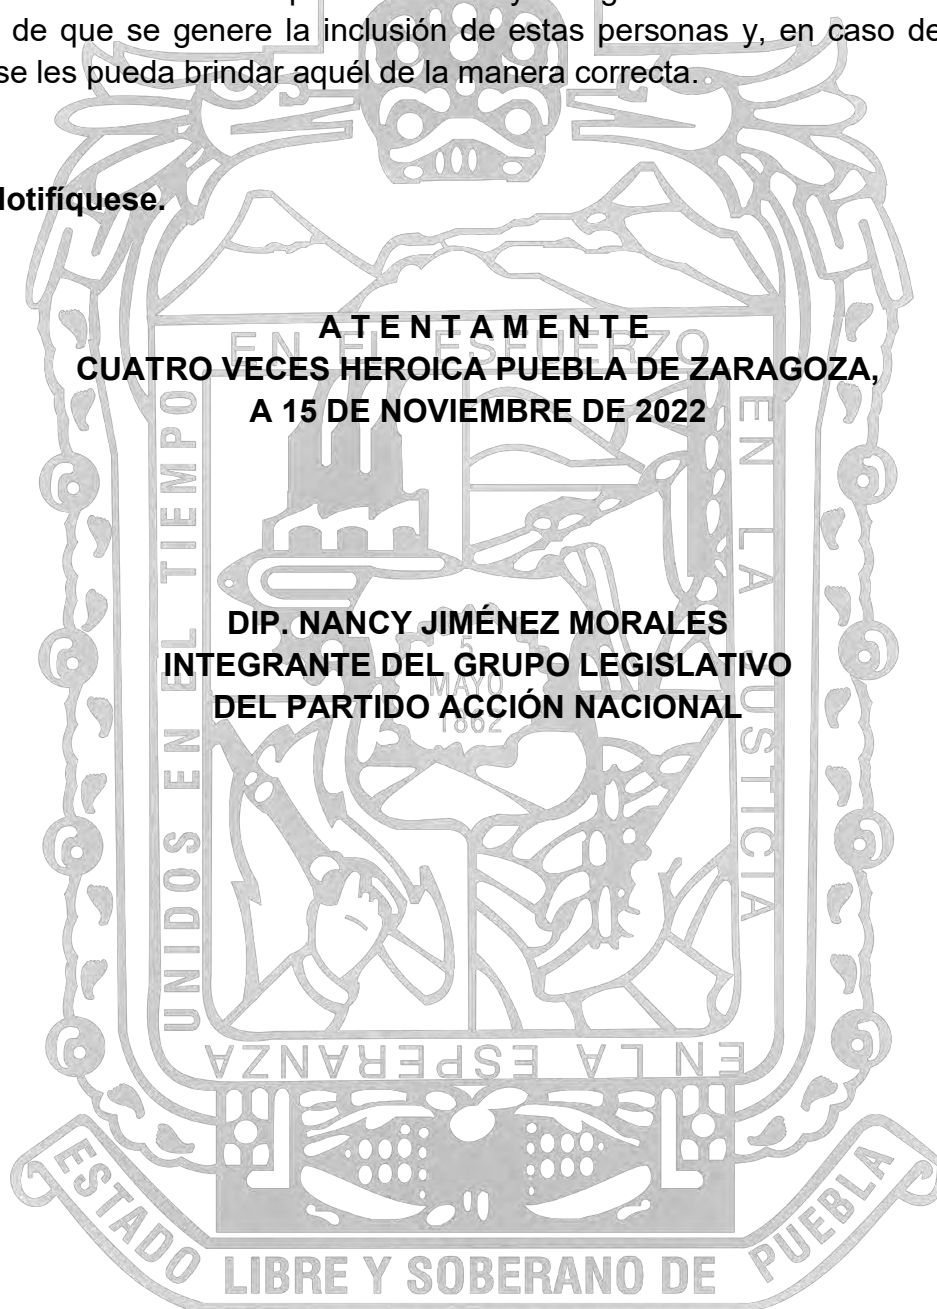 de que se genere la inclusión de estas personas y, en caso de
se les pueda brindar aquél de la manera correcta.
lotifíquese.
A T E N T A M E N T E
CUATRO VECES HEROICA PUEBLA DE ZARAGOZA,
A 15 DE NOVIEMBRE DE 2022
DIP. NANCY JIMÉNEZ MORALES
INTEGRANTE DEL GRUPO LEGISLATIVO
DEL PARTIDO ACCIÓN NACIONAL
UNIDOS EN EL TIEMPO
EN EL ESFUERZO
EN LA JUSTICIA
EN LA ESPERANZA
5
MAYO
1862
ESTADO LIBRE Y SOBERANO DE PUEBLA